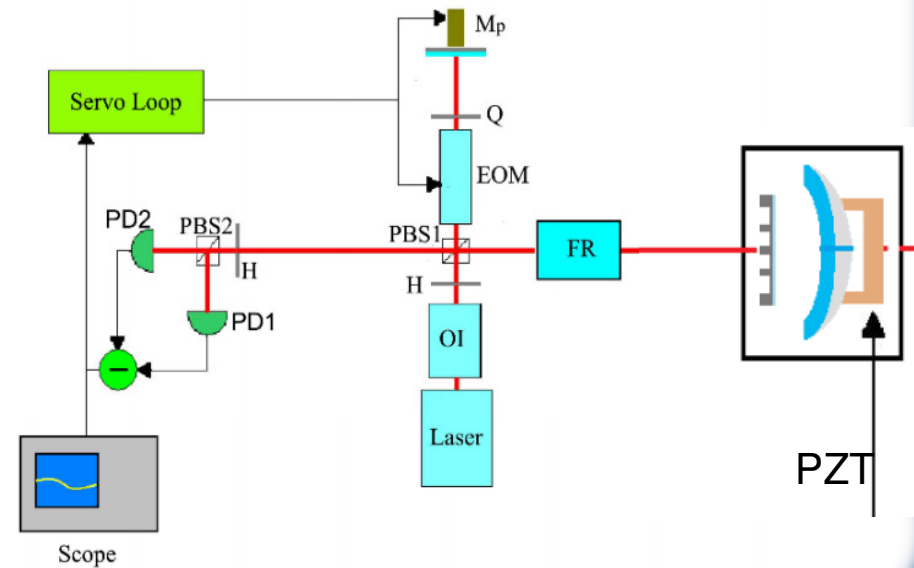 Mp
Servo Loop
Q
EOM
PD2
PBS2
PBS1
FR
H
H
PD1
OI
−
Laser
PZT
Scope